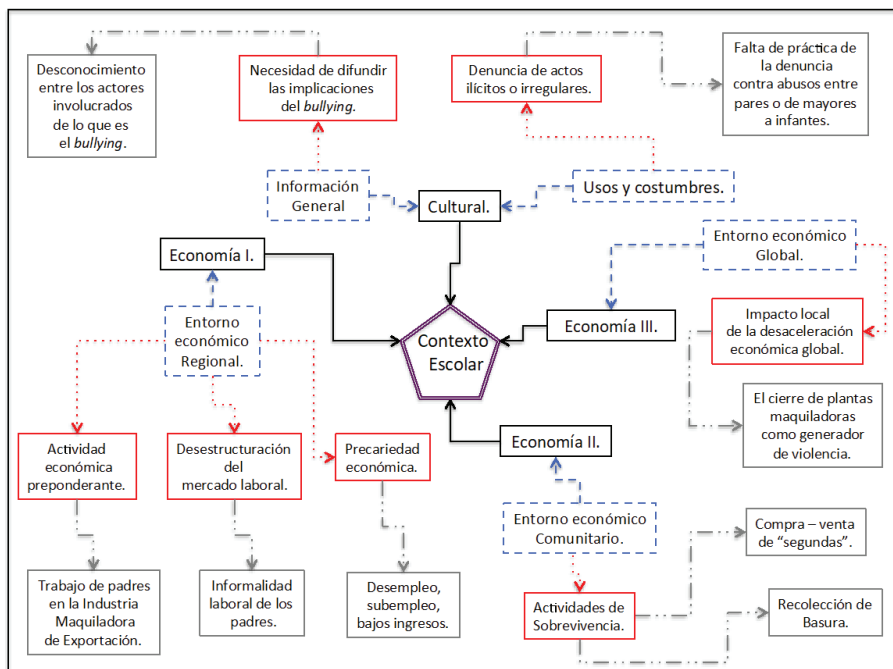 Desconocimiento
entre los actores
involucrados
de lo que es
el bullying.
Necesidad de difundir
las implicaciones
del bullying.
Denuncia de actos
ilícitos o irregulares.
Falta de práctica de
la denuncia
contra abusos entre
pares o de mayores
a infantes.
Información
General
Cultural.
Usos y costumbres.
Economía I.
Entorno económico
Global.
Entorno
económico
Regional.
Contexto
Escolar
Economía III.
Impacto local
de la desaceleración
económica global.
El cierre de plantas
maquiladoras
como generador
de violencia.
Actividad
económica
preponderante.
Desestructuración
del
mercado laboral.
Precariedad
económica.
Economía II.
Entorno económico
Comunitario.
Compra – venta
de “segundas”.
Trabajo de padres
en la Industria
Maquiladora
de Exportación.
Informalidad
laboral de los
padres.
Desempleo,
subempleo,
bajos ingresos.
Actividades de
Sobrevivencia.
Recolección de
Basura.